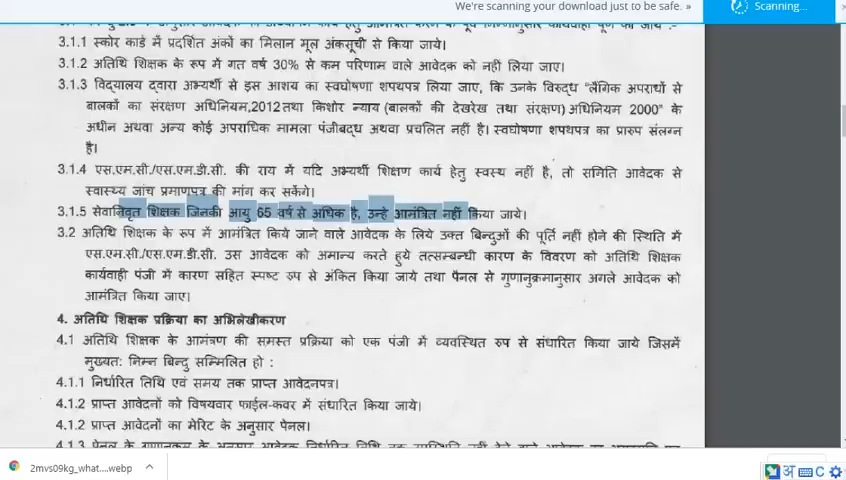 We're scanning your download just to be safe. »
Scanning...
3.1.1 स्कोर कार्ड में प्रदर्शित अंकों का मिलान मूल अंकसूची से किया जाये।
3.1.2 अतिथि शिक्षक के रूप में गत वर्ष 30% से कम परिणाम वाले आवेदक को नहीं लिया जाए।
3.1.3 विद्यालय द्वारा अभ्यर्थी से इस आशय का स्वघोषणा शपथपत्र लिया जाए, कि उनके विरुद्ध "लैंगिक अपराधों से
बालकों का संरक्षण अधिनियम,2012 तथा किशोर न्याय (बालकों की देखरेख तथा संरक्षण) अधिनियम 2000" के
अधीन अथवा अन्य कोई अपराधिक मामला पंजीबद्ध अथवा प्रचलित नहीं है। स्वघोषणा शपथपत्र का प्रारुप संलग्न
है।
3.1.4 एस.एम.सी./एस.एम.डी.सी. की राय में यदि अभ्यर्थी शिक्षण कार्य हेतु स्वस्थ नहीं है, तो समिति आवेदक से
स्वास्थ्य जांच प्रमाणपत्र की मांग कर सकेंगे।
3.1.5 सेवानिवृत शिक्षक जिनकी आयु 65 वर्ष से अधिक है, उन्हे आमंत्रित नहीं किया जाये।
3.2 अतिथि शिक्षक के रूप में आमंत्रित किये जाने वाले आवेदक के लिये उक्त बिन्दुओं की पूर्ति नहीं होने की स्थिति में
एस.एम.सी./एस.एम.डी.सी. उस आवेदक को अमान्य करते हुये तत्सम्बन्धी कारण के विवरण को अतिथि शिक्षक
कार्यवाही पंजी में कारण सहित स्पष्ट रुप से अंकित किया जाये तथा पैनल से गुणानुक्रमानुसार अगले आवेदक को
आमंत्रित किया जाए।
4. अतिथि शिक्षक प्रक्रिया का अभिलेखीकरण
4.1 अतिथि शिक्षक के आमंत्रण की समस्त प्रक्रिया को एक पंजी में व्यवस्थित रुप से संधारित किया जाये जिसमें
मुख्यत: निम्न बिन्दु सम्मिलित हो :
4.1.1 निर्धारित तिथि एवं समय तक प्राप्त आवेदनपत्र।
4.1.2 प्राप्त आवेदनों को विषयवार फाईल-कवर में संधारित किया जाये।
4.1.2 प्राप्त आवेदनों का मेरिट के अनुसार पेनल।
2mvs09kg_what....webp
अ
C